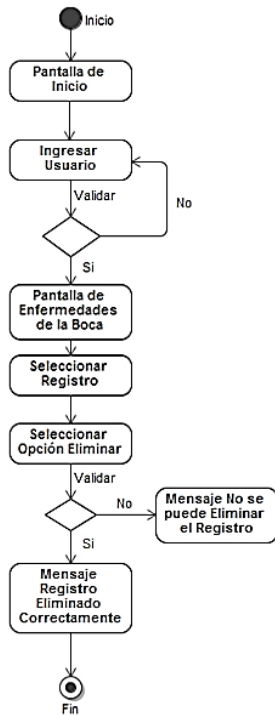 Inicio
Pantalla de
Inicio
Ingresar
Usuario
Validar
No
Si
Pantalla de
Enfermedades
de la Boca
Seleccionar
Registro
Seleccionar
Opción Eliminar
Validar
No
Mensaje No se
puede Eliminar
el Registro
Si
Mensaje
Registro
Eliminado
Correctamente
Fin